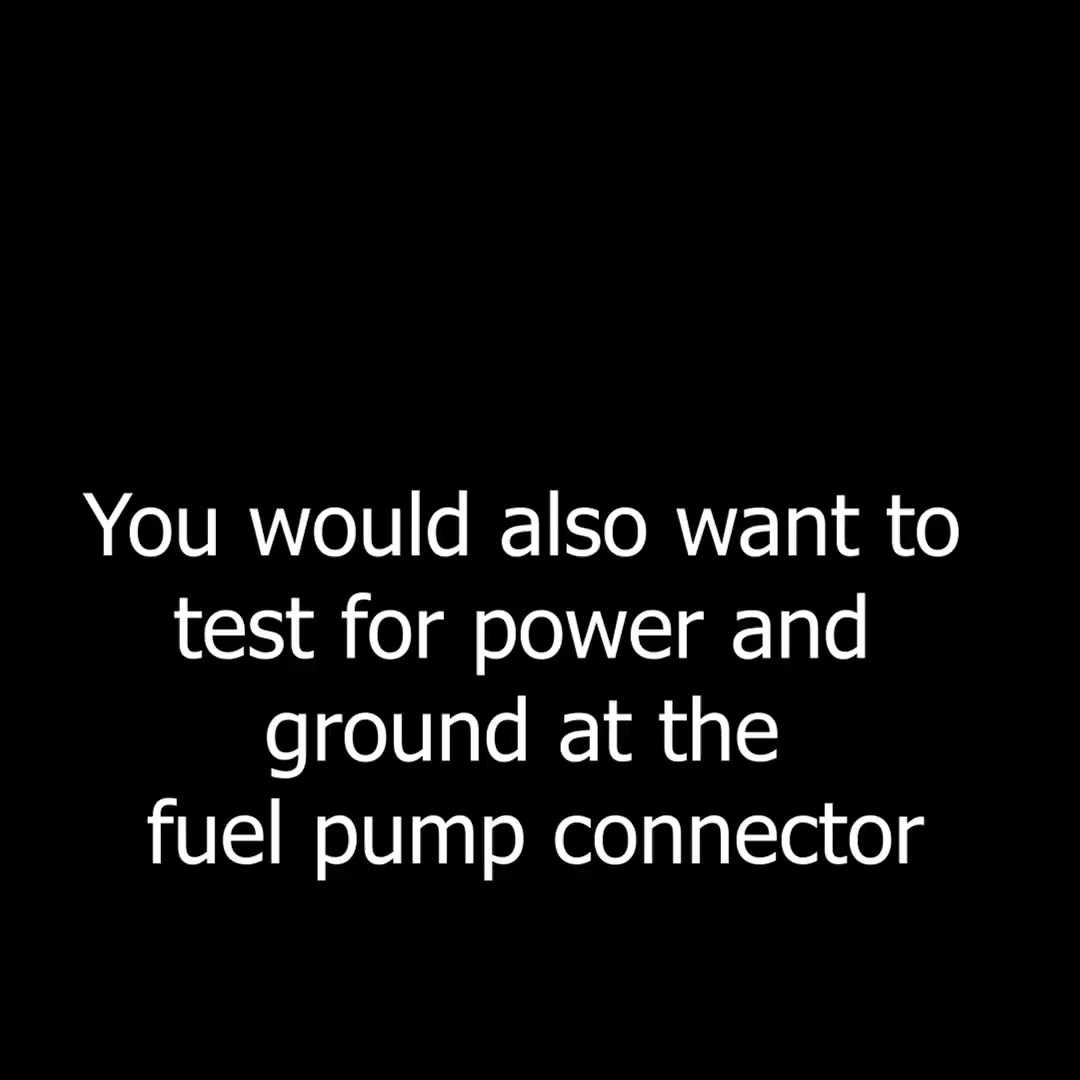 You would also want to
test for power and
ground at the
fuel pump connector